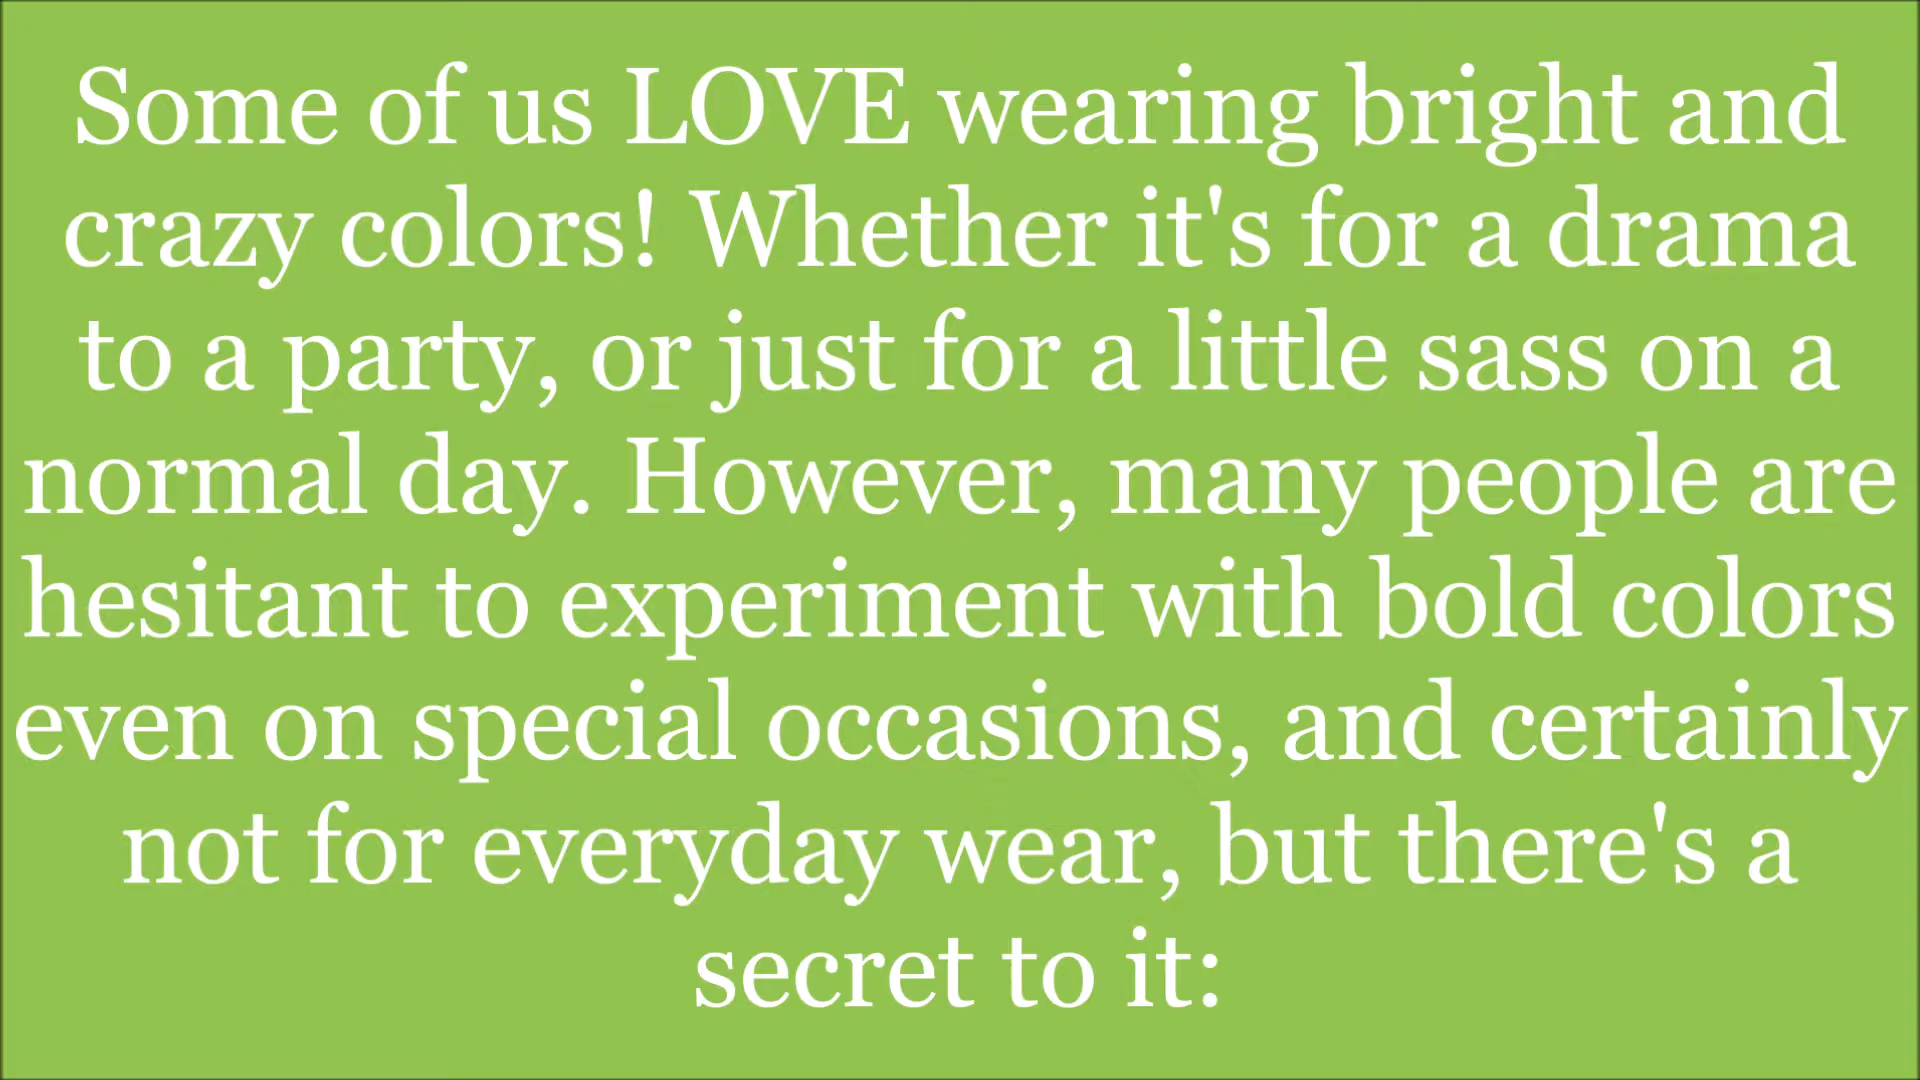 Some of us LOVE wearing bright and
crazy colors! Whether it's for a drama
to a party, or just for a little sass on a
normal day. However, many people are
hesitant to experiment with bold colors
even on special occasions, and certainly
not for everyday wear, but there's a
secret to it: